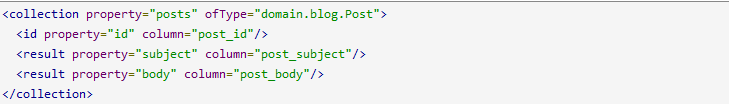 <collection property="posts" ofType="domain.blog.Post">
  <id property="id" column="post_id"/>
  <result property="subject" column="post_subject"/>
  <result property="body" column="post_body"/>
</collection>